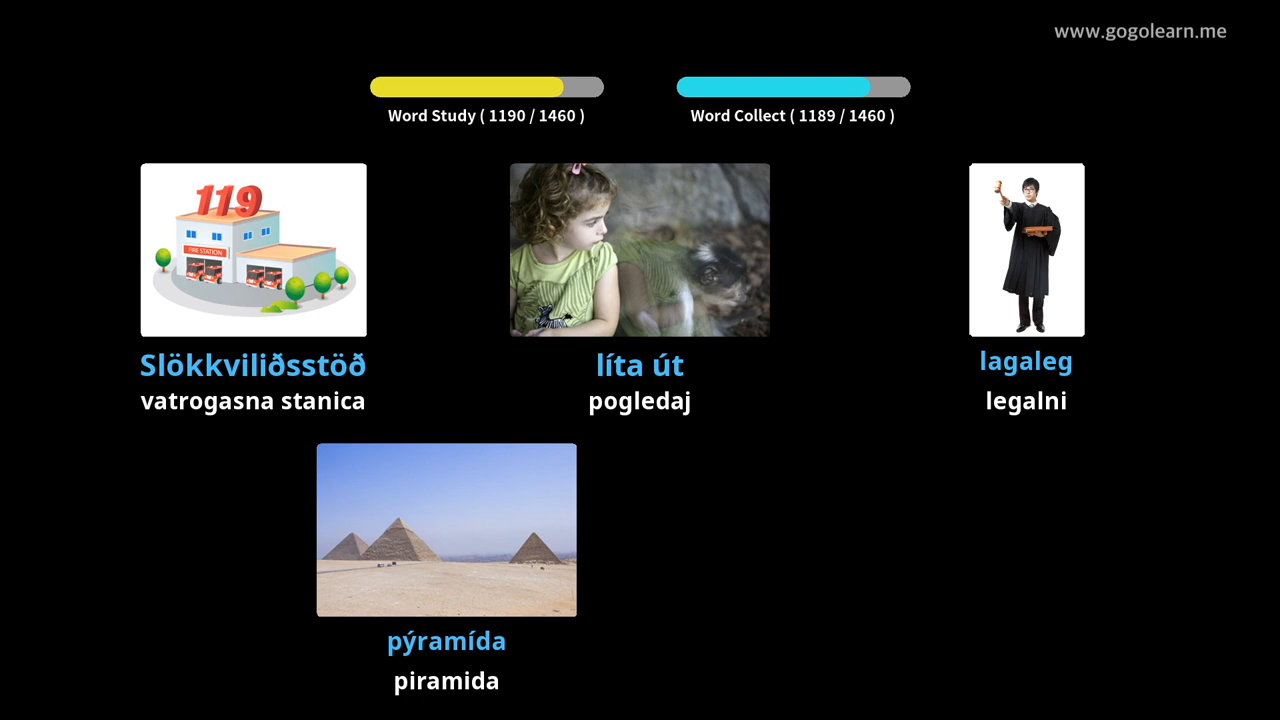 www.gogolearn.me
Word Study ( 1190 / 1460 )
Word Collect ( 1189 / 1460 )
119
FIRE STATION
Slökkviliðsstöð
líta út
lagaleg
vatrogasna stanica
pogledaj
legalni
pýramída
piramida